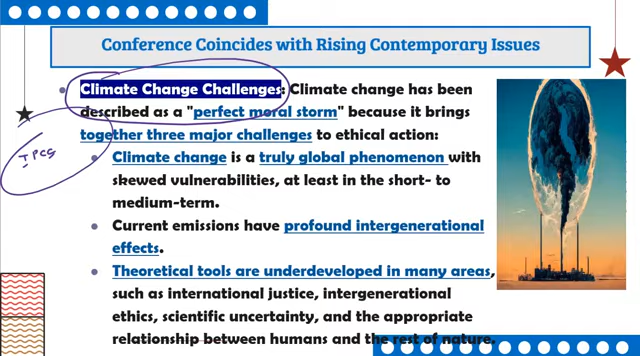 Conference Coincides with Rising Contemporary Issues
Climate Change Challenges: Climate change has been
described as a "perfect moral storm" because it brings
together three major challenges to ethical action:
IPCC
Climate change is a truly global phenomenon with
skewed vulnerabilities, at least in the short- to
medium-term.
Current emissions have profound intergenerational
effects.
Theoretical tools are underdeveloped in many areas,
such as international justice, intergenerational
ethics, scientific uncertainty, and the appropriate
relationship between humans and the rest of nature.